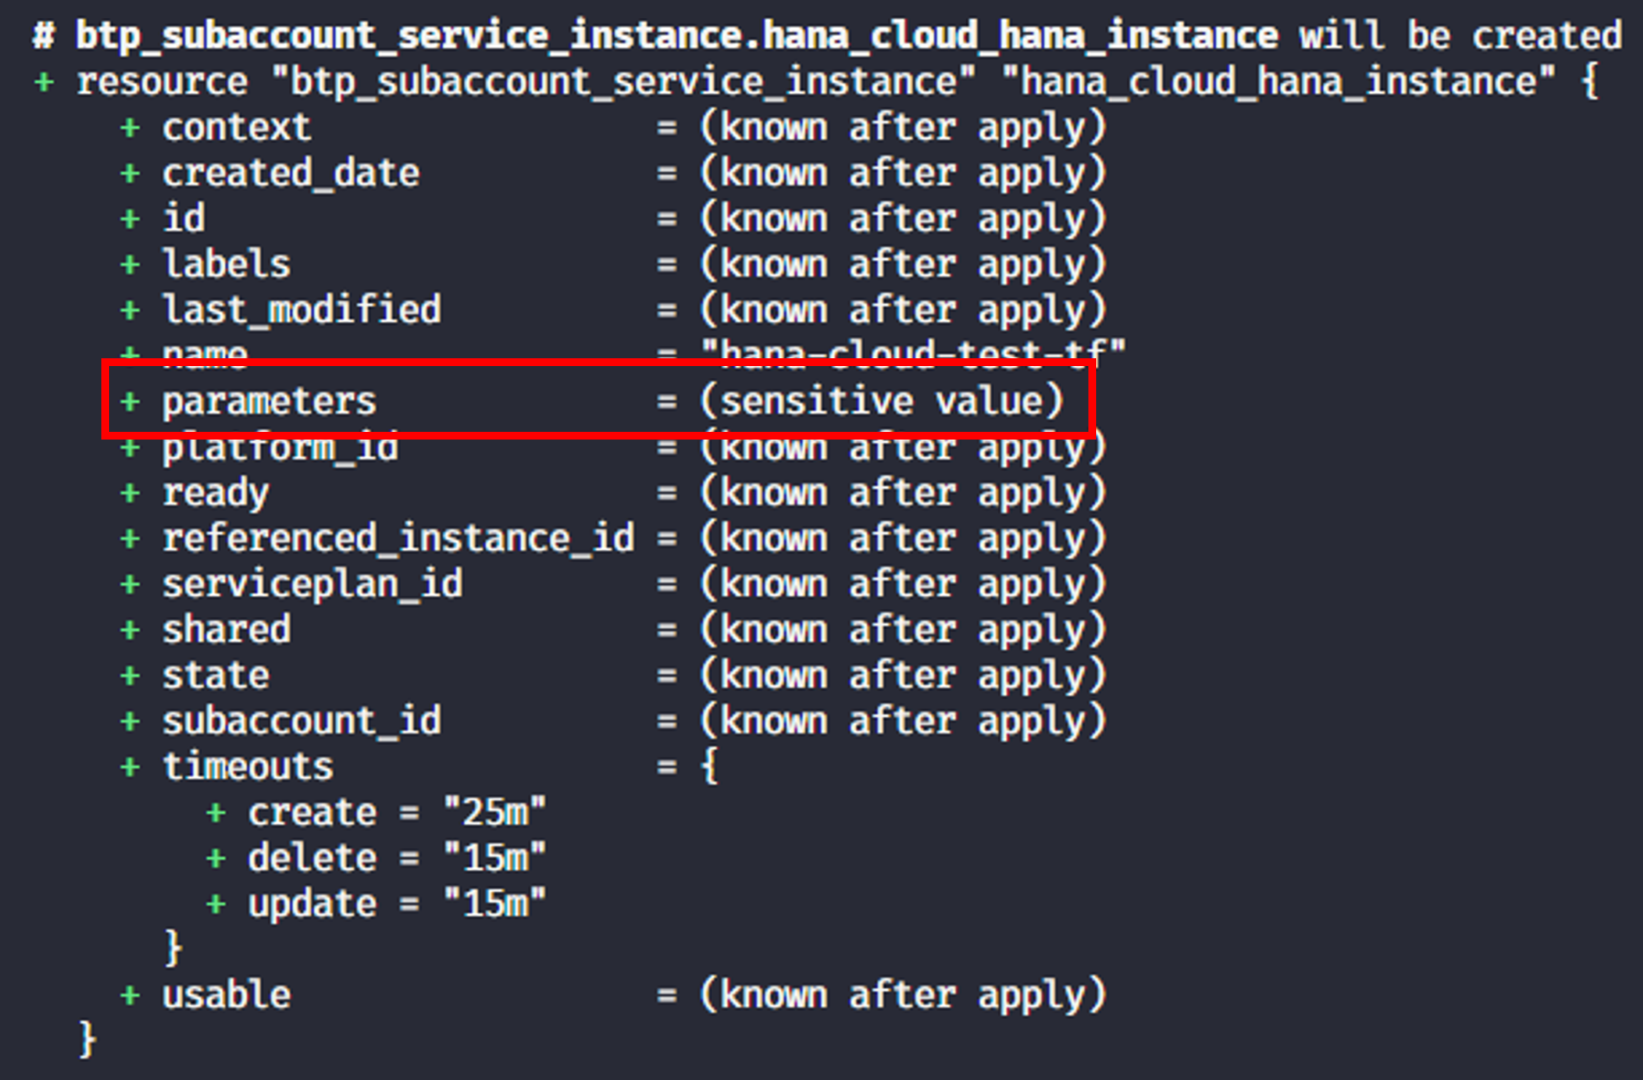 # btp_subaccount_service_instance.hana_cloud_hana_instance will be created
+ resource "btp_subaccount_service_instance" "hana_cloud_hana_instance" {
+ context = (known after apply)
+ created_date = (known after apply)
+ id = (known after apply)
+ labels = (known after apply)
+ last_modified = (known after apply)
+ name = "hana-cloud-test-tf"
+ parameters = (sensitive value)
+ platform_id = (known after apply)
+ ready = (known after apply)
+ referenced_instance_id = (known after apply)
+ serviceplan_id = (known after apply)
+ shared = (known after apply)
+ state = (known after apply)
+ subaccount_id = (known after apply)
+ timeouts = {
+ create = "25m"
+ delete = "15m"
+ update = "15m"
}
+ usable = (known after apply)
}